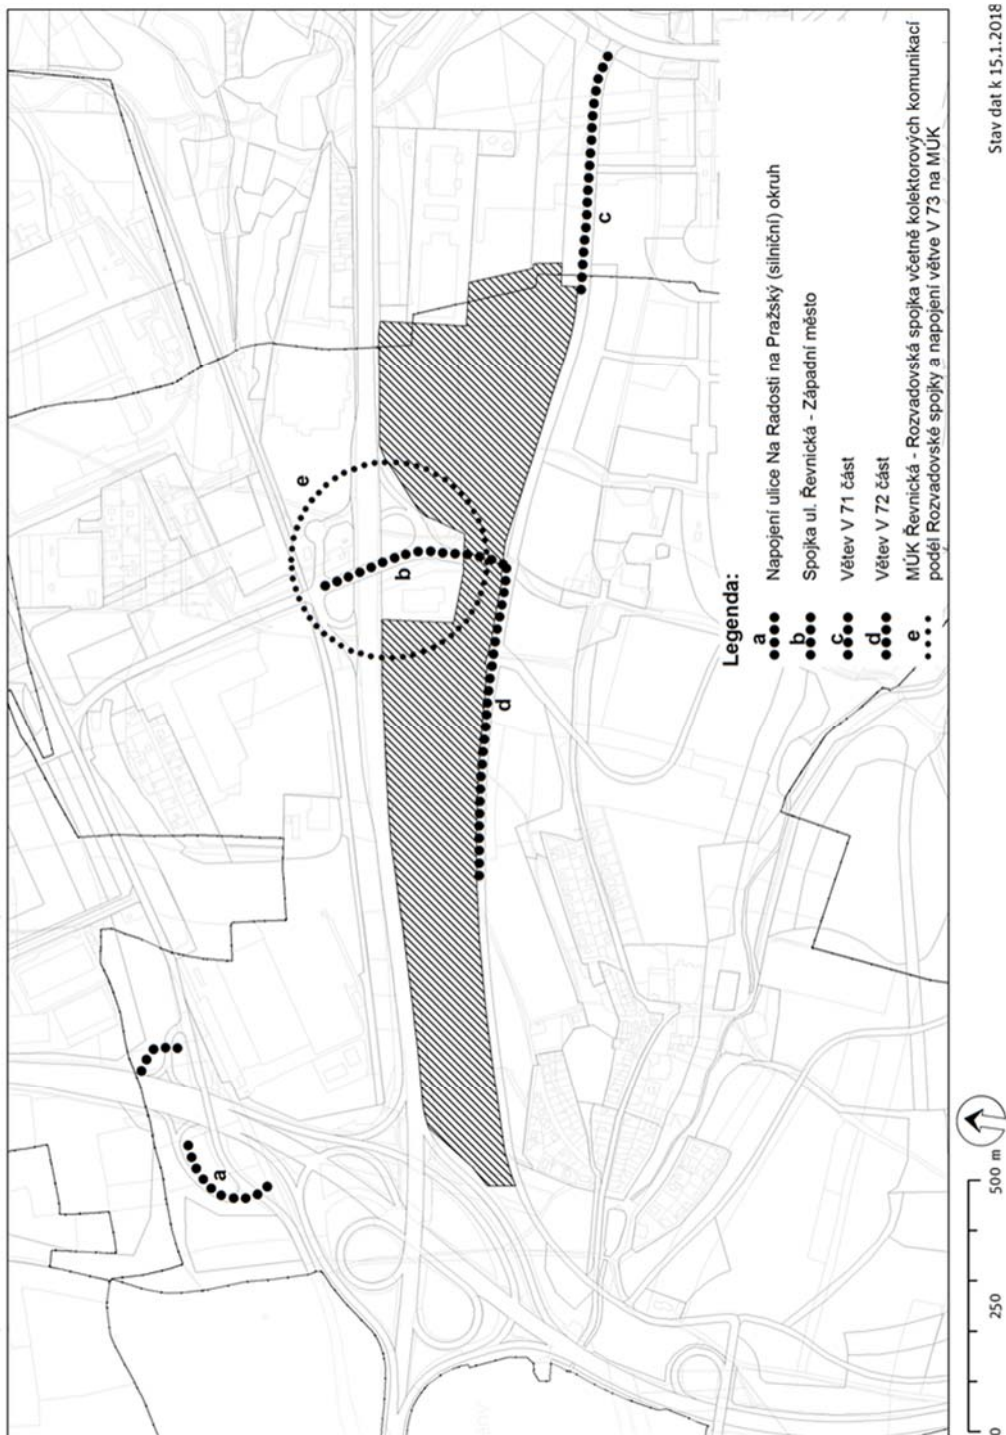 e
b
c
d
a
Legenda:
a
Napojení ulice Na Radosti na Pražský (silniční) okruh
b
Spojka ul. Řevnická - Západní město
c
Větev V 71 část
d
Větev V 72 část
e
MÚK Řevnická - Rozvadovská spojka včetně kolektorových komunikací
podél Rozvadovské spojky a napojení větve V 73 na MÚK
0 250 500 m
Stav dat k 15.1.2018